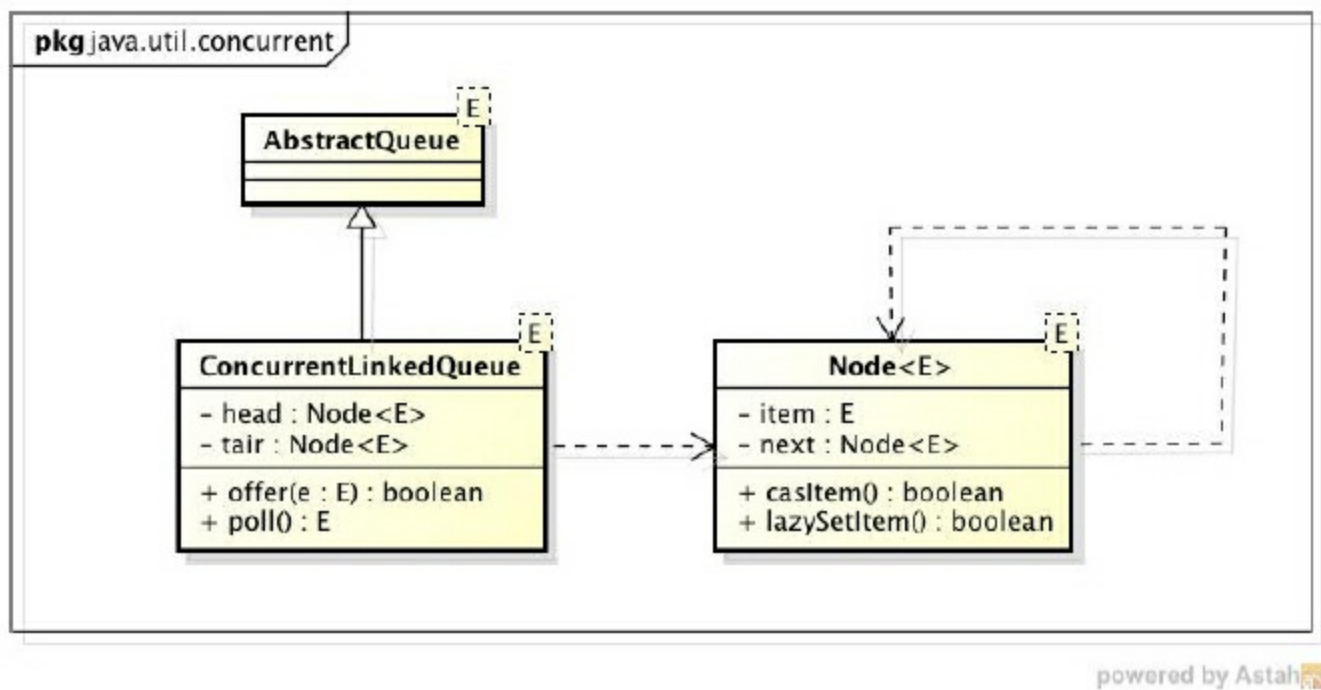 pkg java.util.concurrent
E
AbstractQueue
E
ConcurrentLinkedQueue
- head : Node<E>
- tair : Node<E>
+ offer(e : E) : boolean
+ poll() : E
E
Node<E>
- item : E
- next : Node<E>
+ casItem() : boolean
+ lazySetItem() : boolean
powered by Astah